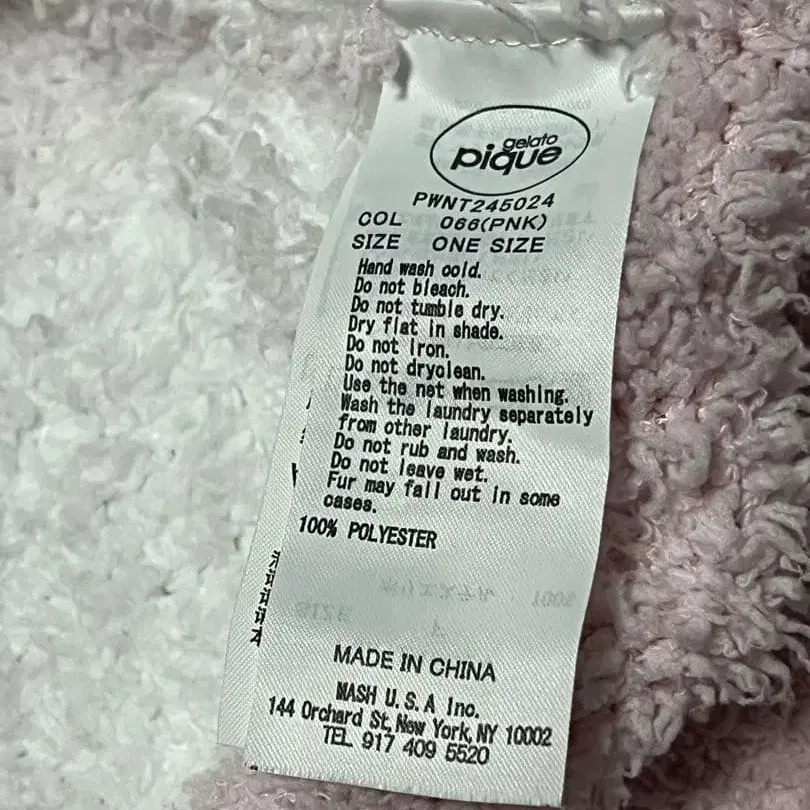 gelato
pique
PWNT245024
COL 066(PNK)
SIZE ONE SIZE
Hand wash cold.
Do not bleach.
Do not tumble dry.
Dry flat in shade.
Do not iron.
Do not dryclean.
Use the net when washing.
Wash the laundry separately
from other laundry.
Do not rub and wash.
Do not leave wet.
Fur may fall out in some
cases.
100% POLYESTER
MADE IN CHINA
MASH U.S.A Inc.
144 Orchard St, New York, NY 10002
TEL 917 409 5520